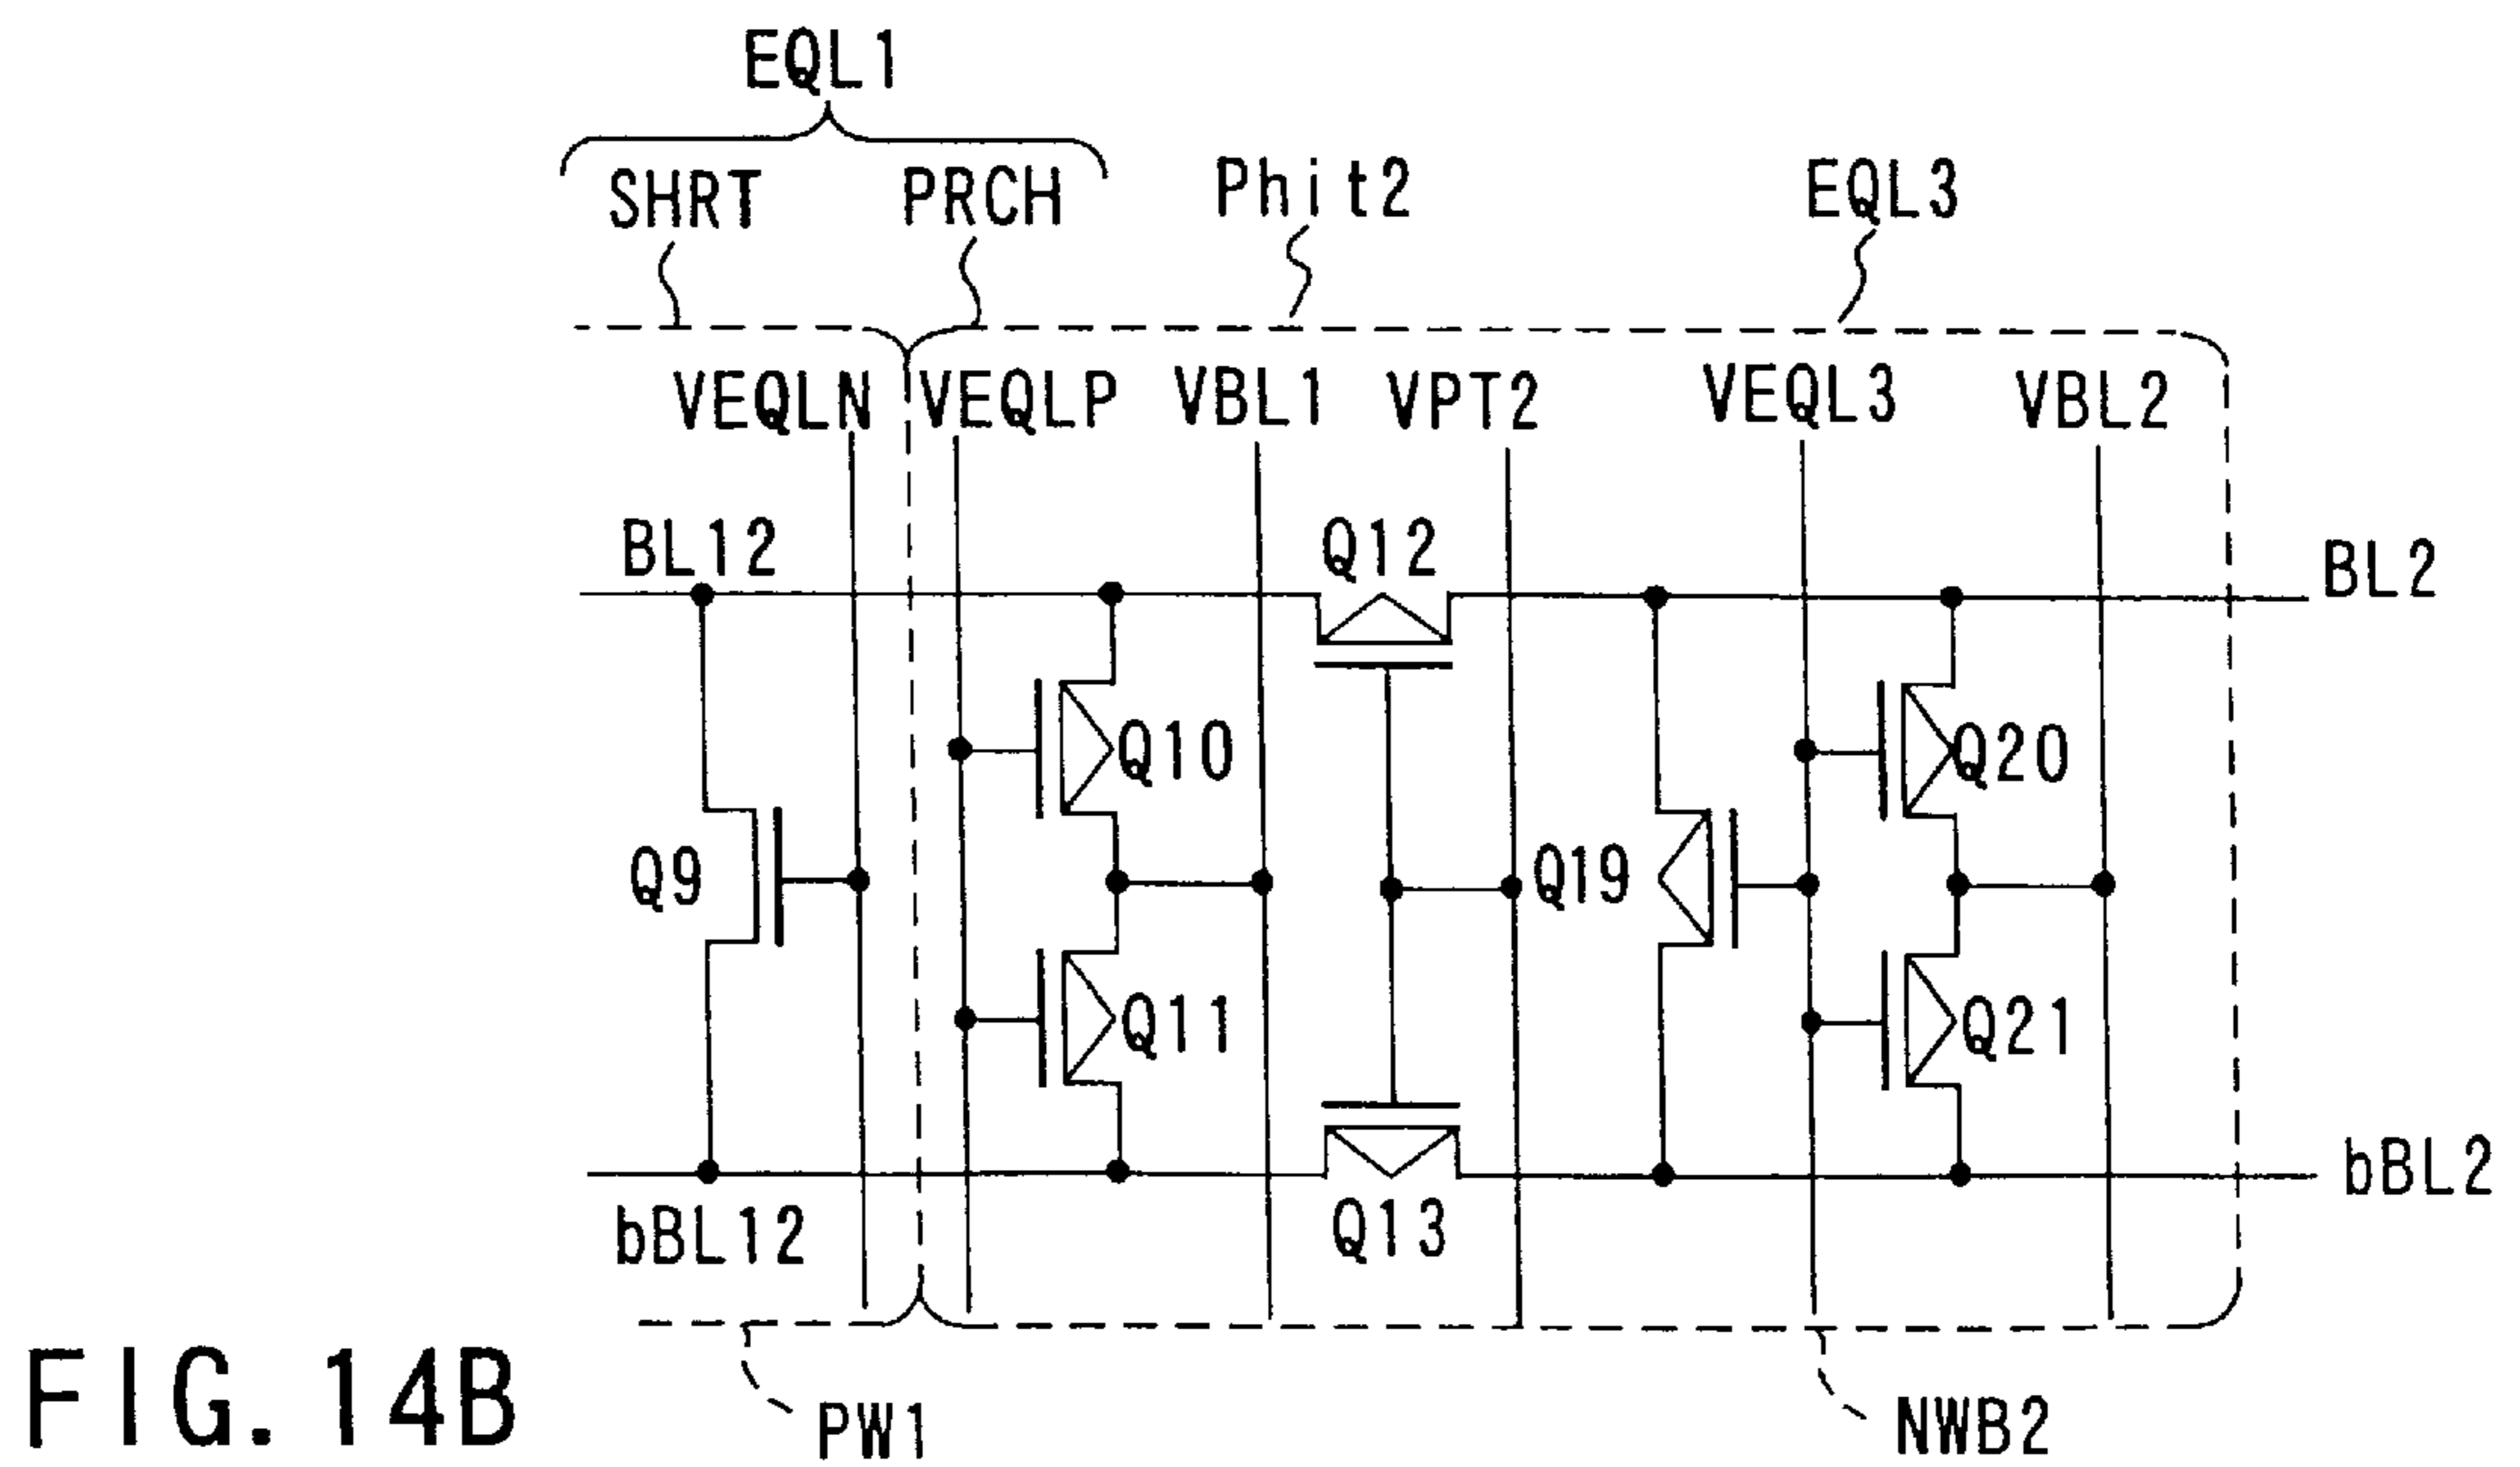 EQL1
SHRT PRCH Phit2 EQL3
VEQLN VEQLP VBL1 VPT2 VEQL3 VBL2
BL12 Q12 BL2
Q10 Q20
Q9 Q19
Q11 Q21
bBL12 Q13 bBL2
FIG. 14B
PW1 NWB2